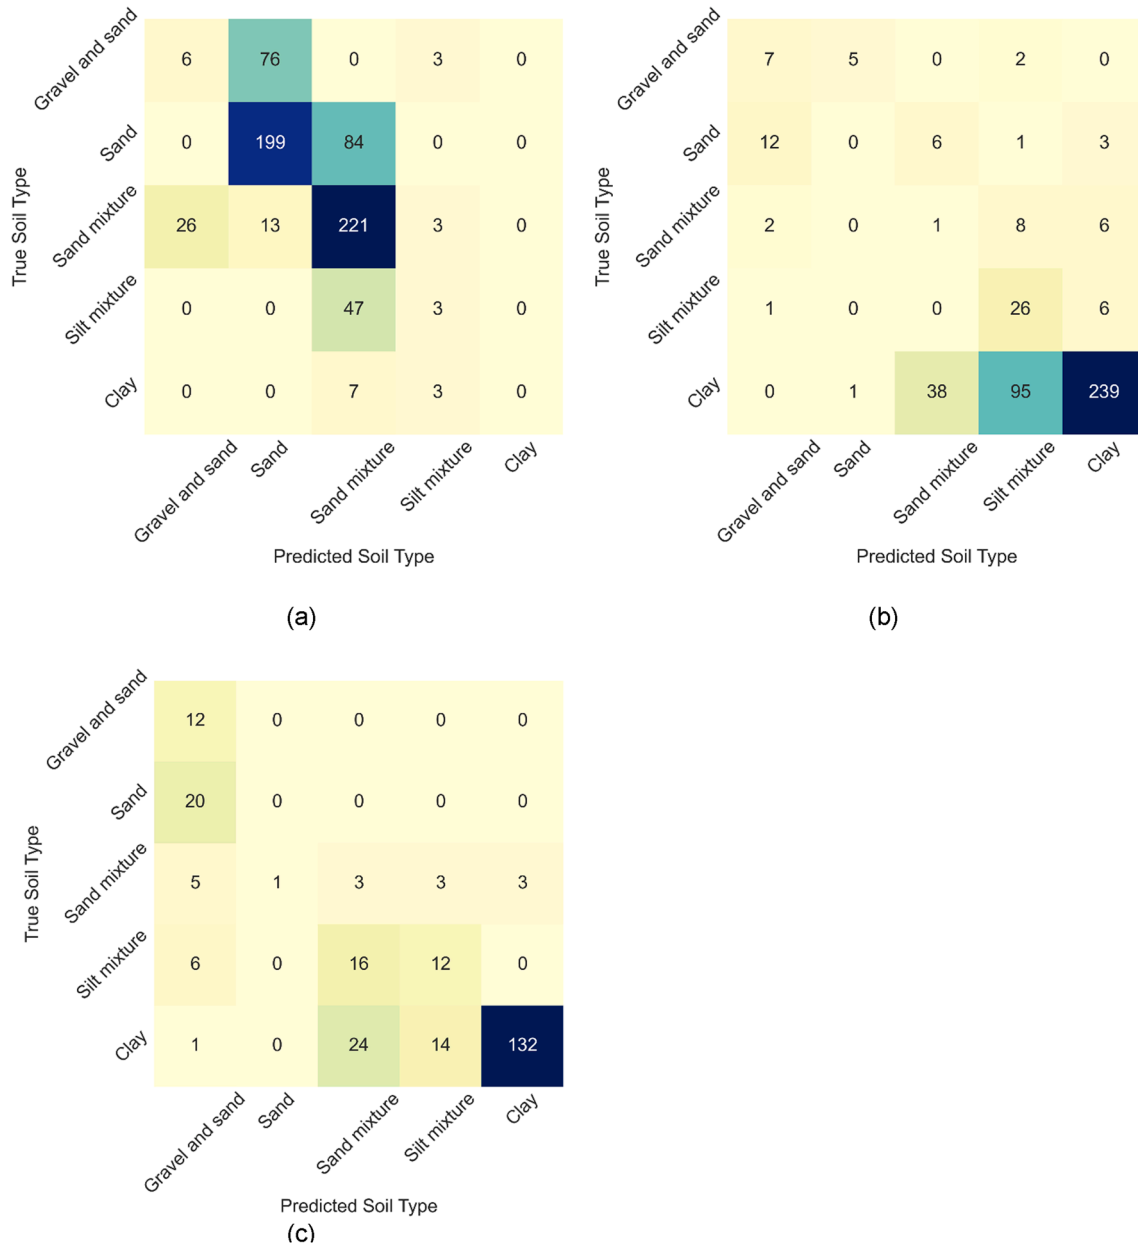 Gravel and sand 6 76 0 3 0
Sand 0 199 84 0 0
Sand mixture 26 13 221 3 0
Silt mixture 0 0 47 3 0
Clay 0 0 7 3 0
True Soil Type
Gravel and sand Sand Sand mixture Silt mixture Clay
Predicted Soil Type
(a)
Gravel and sand 7 5 0 2 0
Sand 12 0 6 1 3
Sand mixture 2 0 1 8 6
Silt mixture 1 0 0 26 6
Clay 0 1 38 95 239
True Soil Type
Gravel and sand Sand Sand mixture Silt mixture Clay
Predicted Soil Type
(b)
Gravel and sand 12 0 0 0 0
Sand 20 0 0 0 0
Sand mixture 5 1 3 3 3
Silt mixture 6 0 16 12 0
Clay 1 0 24 14 132
True Soil Type
Gravel and sand Sand Sand mixture Silt mixture Clay
Predicted Soil Type
(c)